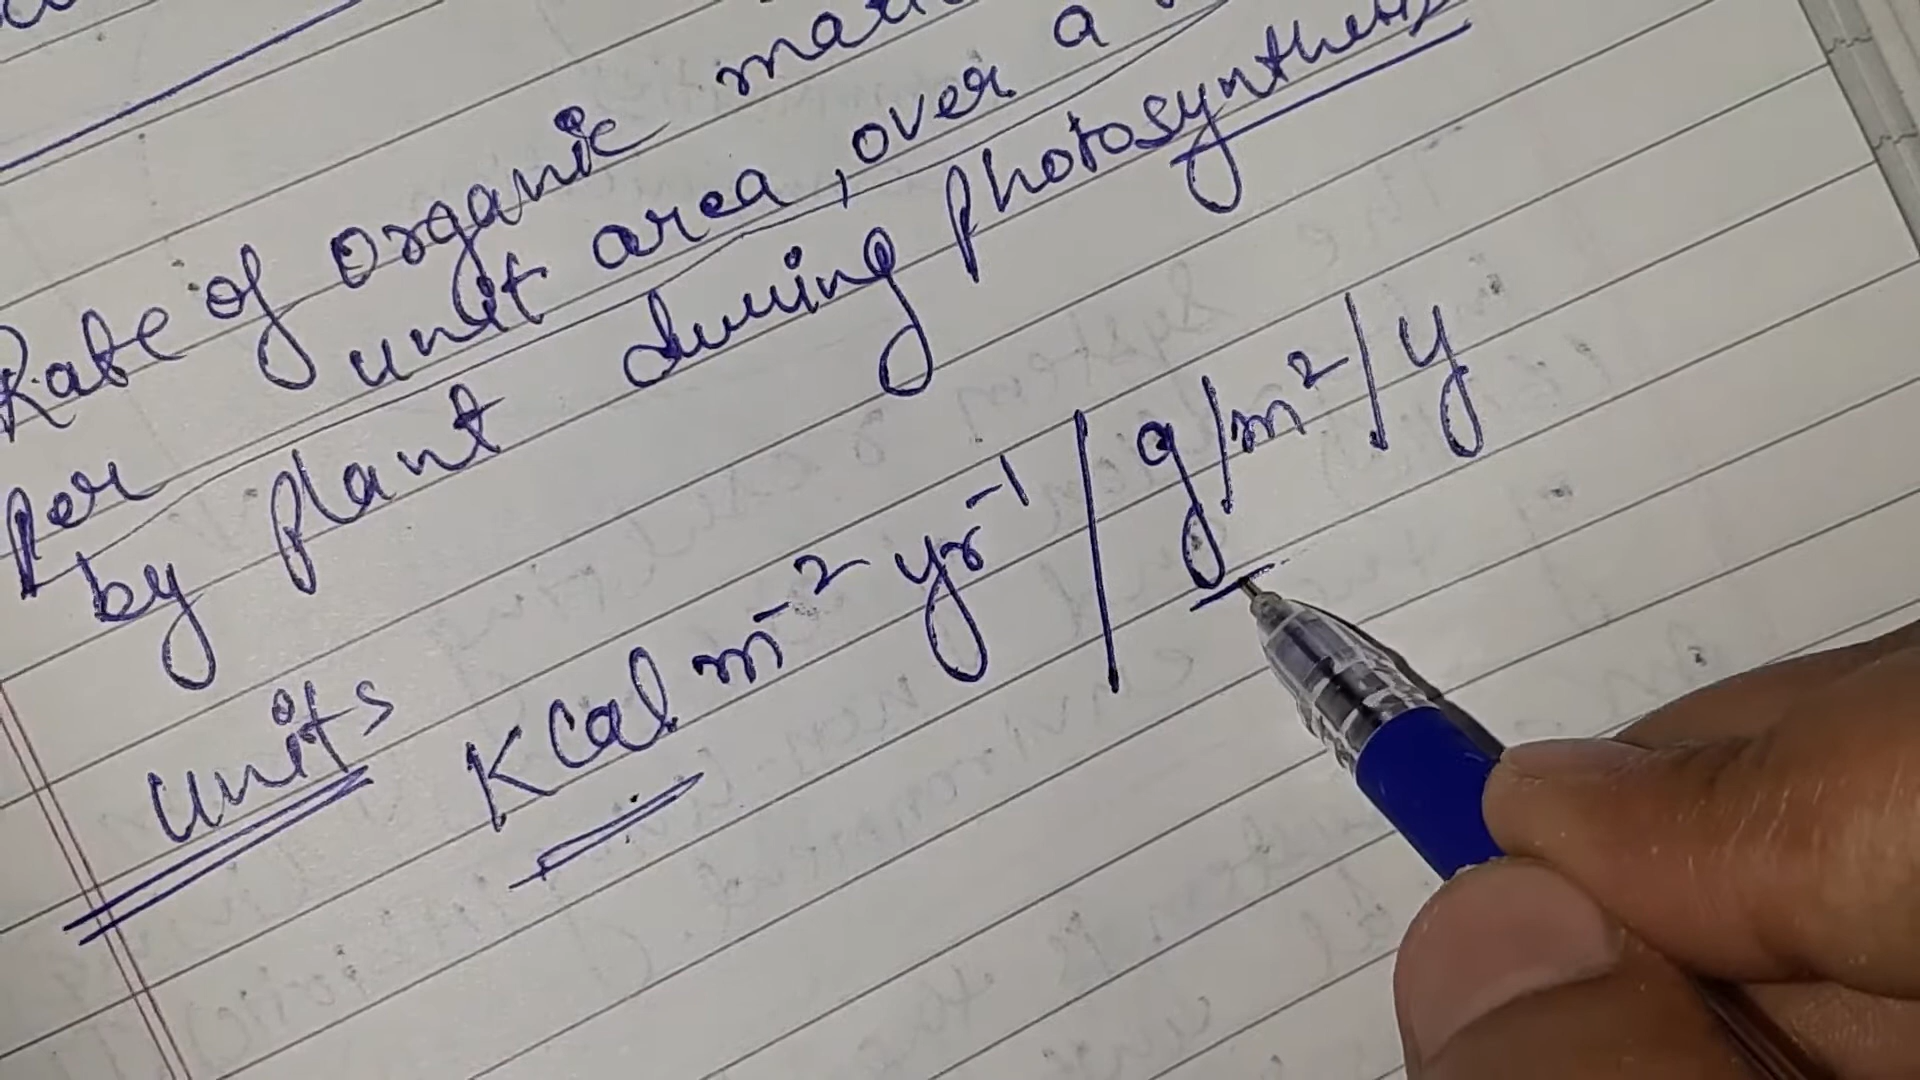 Rate of organic
per unit area, over a
by plant during photosynthesis
units Kcal m⁻² yr⁻¹ / g/m²/y